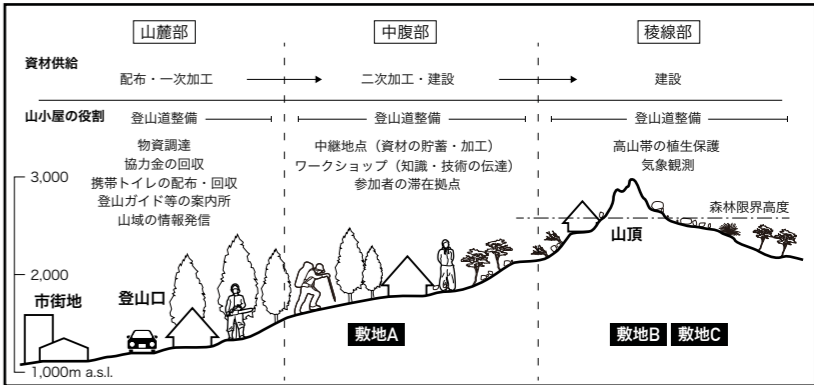 山麓部
中腹部
稜線部
資材供給
配布・一次加工
二次加工・建設
建設
山小屋の役割
登山道整備
登山道整備
登山道整備
物資調達
協力金の回収
携帯トイレの配布・回収
登山ガイド等の案内所
山域の情報発信
中継地点（資材の貯蓄・加工）
ワークショップ（知識・技術の伝達）
参加者の滞在拠点
高山帯の植生保護
気象観測
3,000
森林限界高度
山頂
2,000
市街地
登山口
敷地A
敷地B
敷地C
1,000m a.s.l.